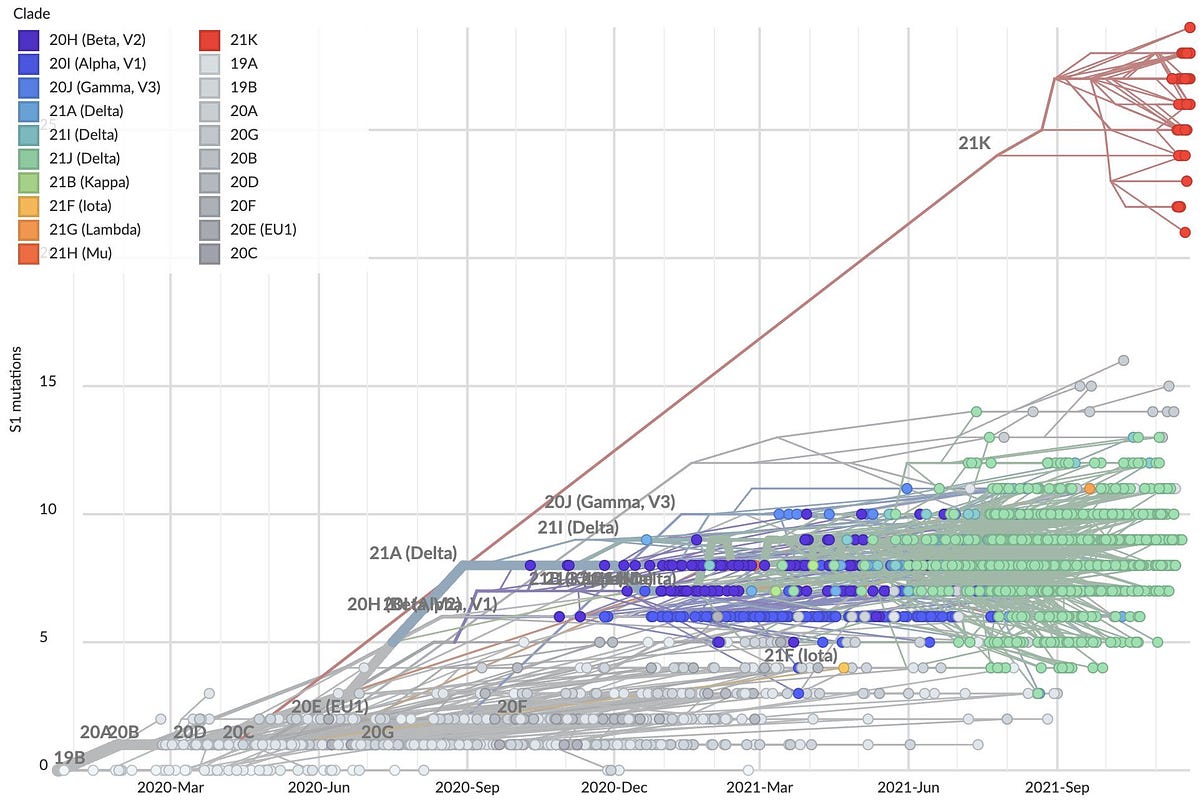 Clade
20H (Beta, V2)
20I (Alpha, V1)
20J (Gamma, V3)
21A (Delta)
21I (Delta)
21J (Delta)
21B (Kappa)
21F (Iota)
21G (Lambda)
21H (Mu)
21K
19A
19B
20A
20G
20B
20D
20F
20E (EU1)
20C
25
21K
S1 mutations
15
10
5
0
20J (Gamma, V3)
21I (Delta)
21A (Delta)
20H
V1)
21F (Iota)
20E (EU1)
20F
20A
20B
20D
20C
20G
19B
2020-Mar
2020-Jun
2020-Sep
2020-Dec
2021-Mar
2021-Jun
2021-Sep